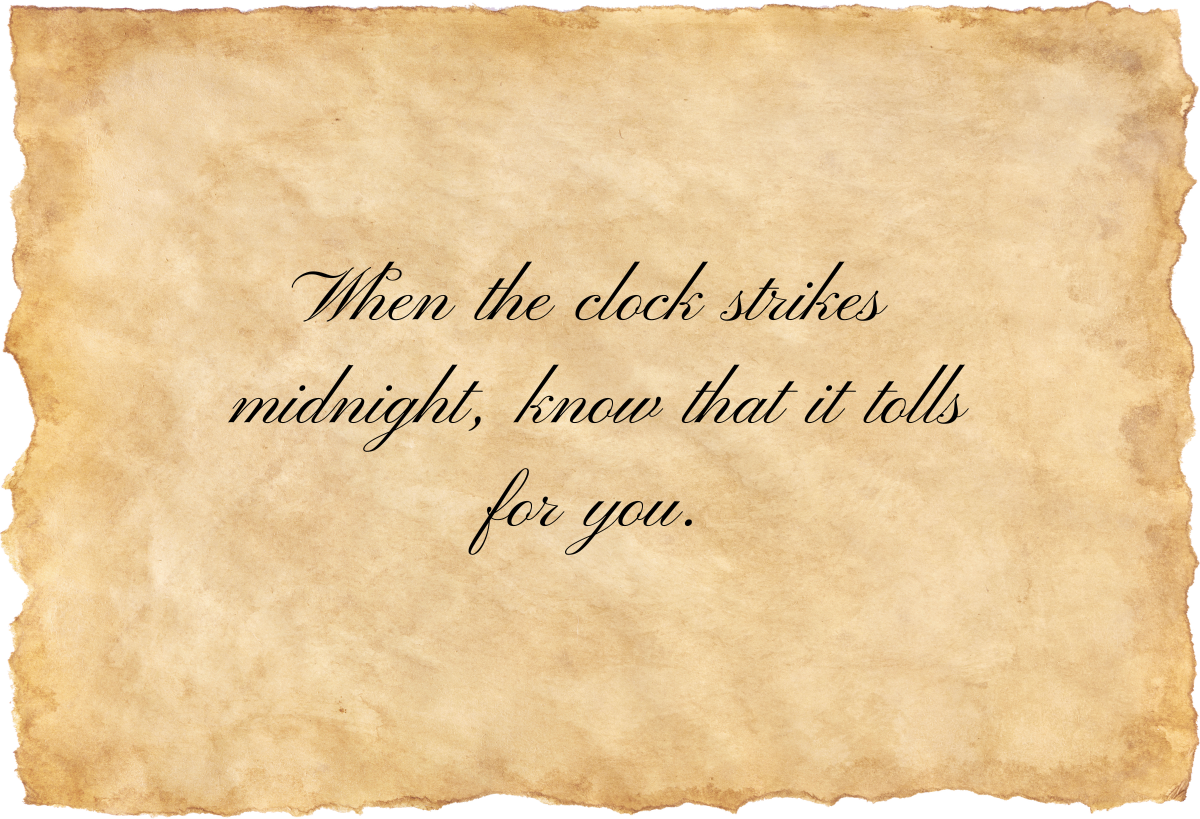 When the clock strikes
midnight, know that it tolls
for you.